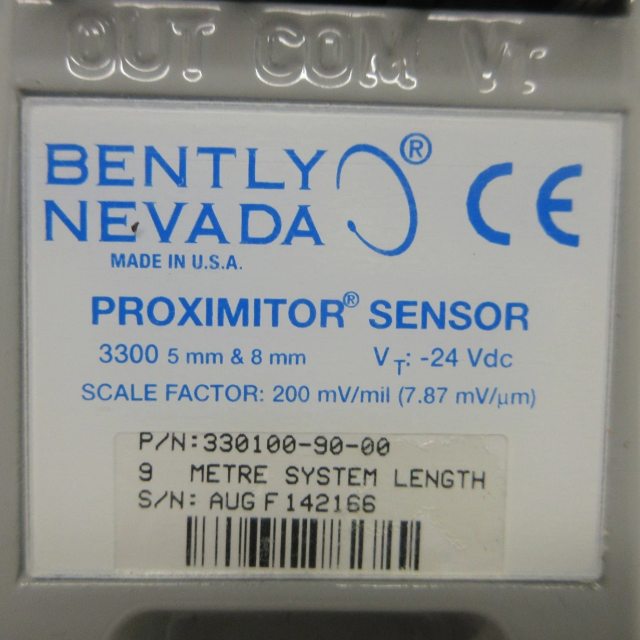 OUT COM VT
BENTLY
NEVADA ®
CE
MADE IN U.S.A.
PROXIMITOR® SENSOR
3300 5 mm & 8 mm VT: -24 Vdc
SCALE FACTOR: 200 mV/mil (7.87 mV/µm)
P/N:330100-90-00
9 METRE SYSTEM LENGTH
S/N: AUG F 142166